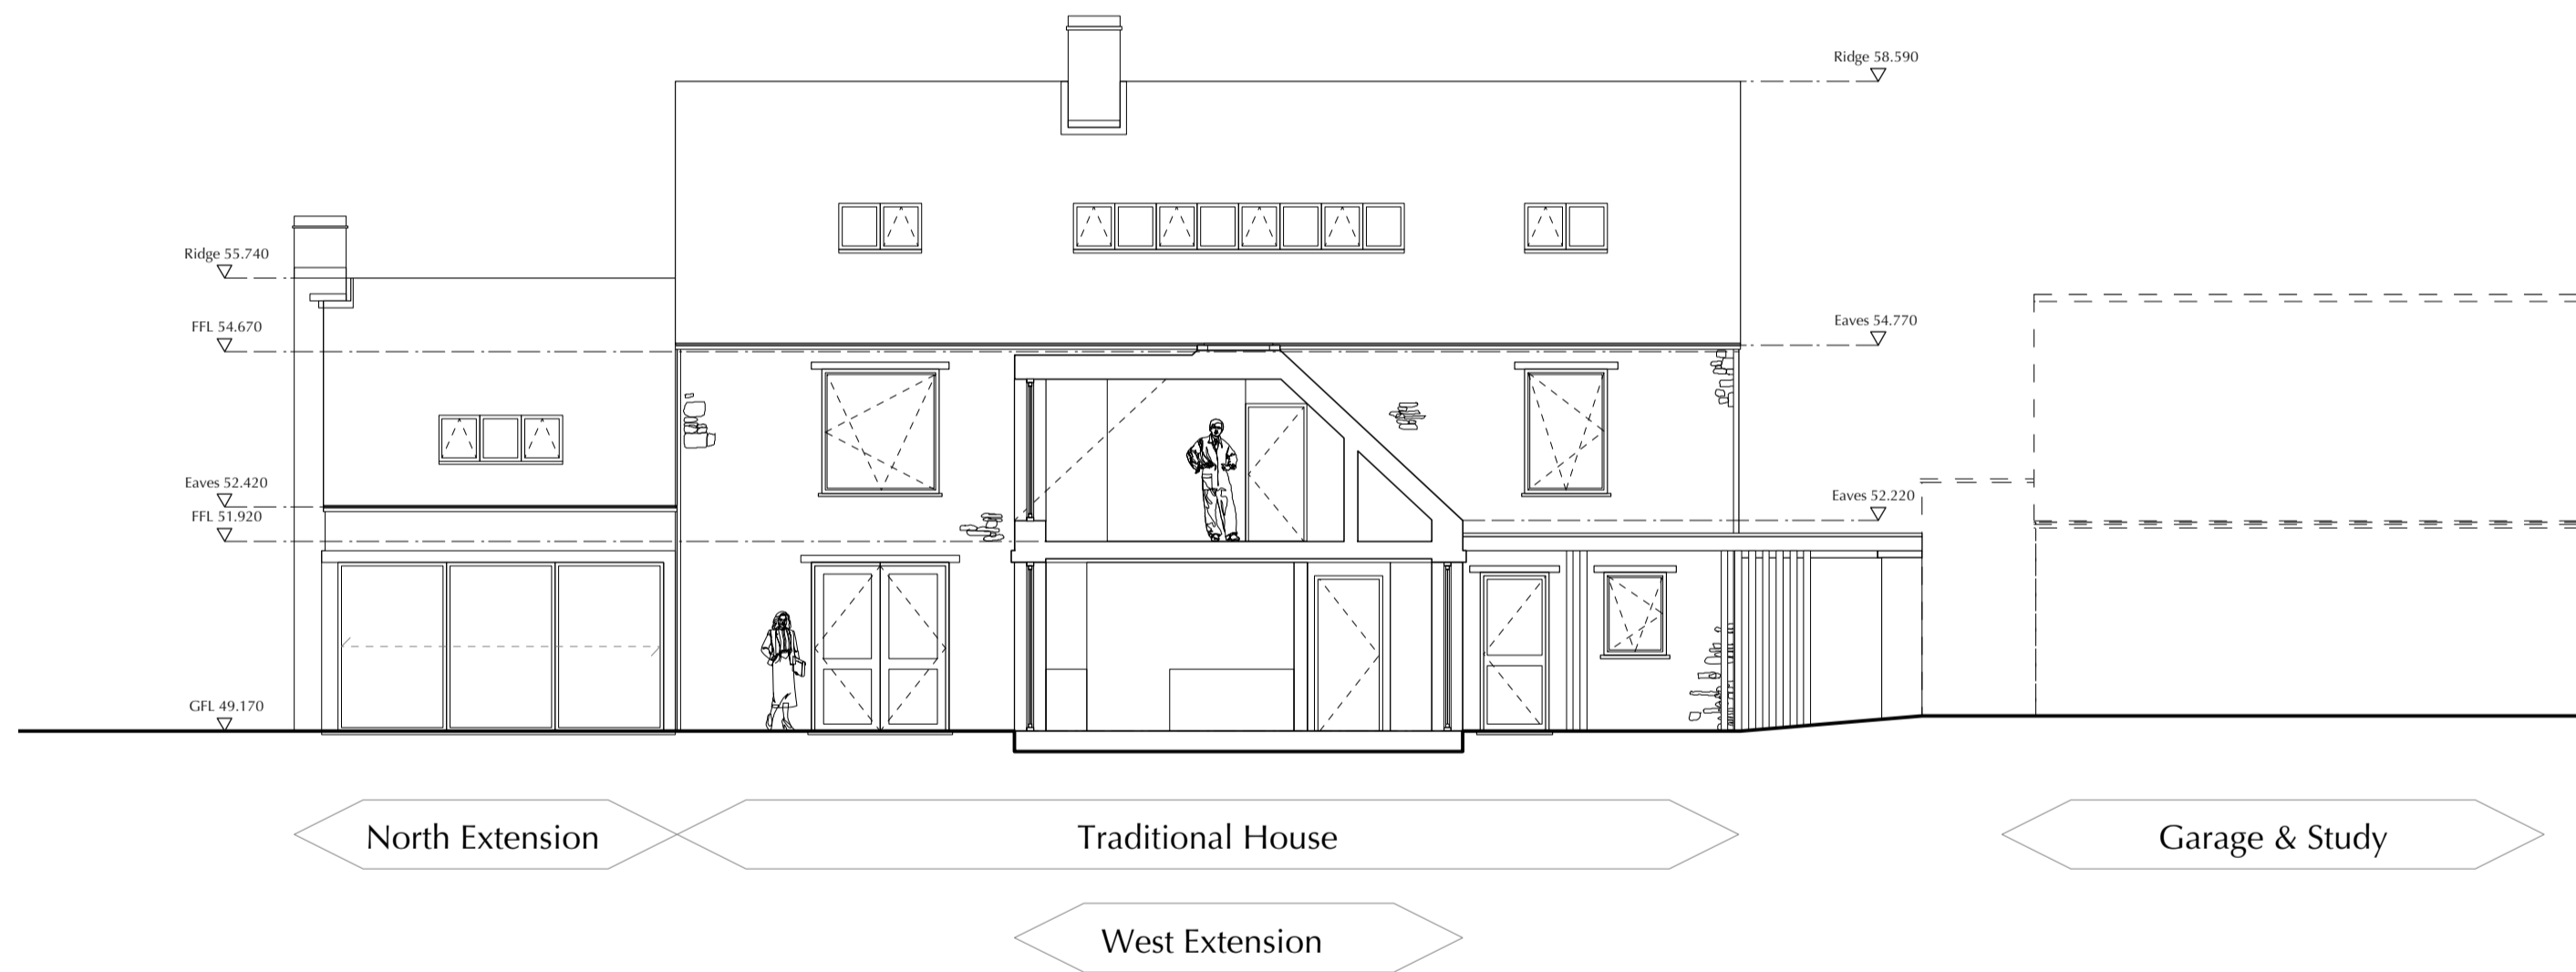 Ridge 58.590
Ridge 55.740
FFL 54.670
Eaves 54.770
Eaves 52.420
Eaves 52.220
FFL 51.920
GFL 49.170
North Extension
Traditional House
Garage & Study
West Extension